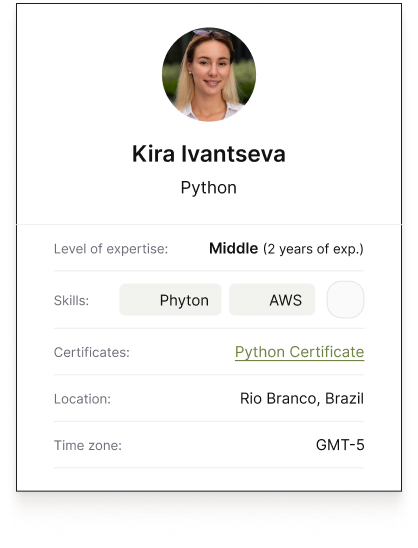 Kira Ivantseva
Python
Level of expertise: Middle (2 years of exp.)
Skills: Phyton AWS
Certificates: Python Certificate
Location: Rio Branco, Brazil
Time zone: GMT-5